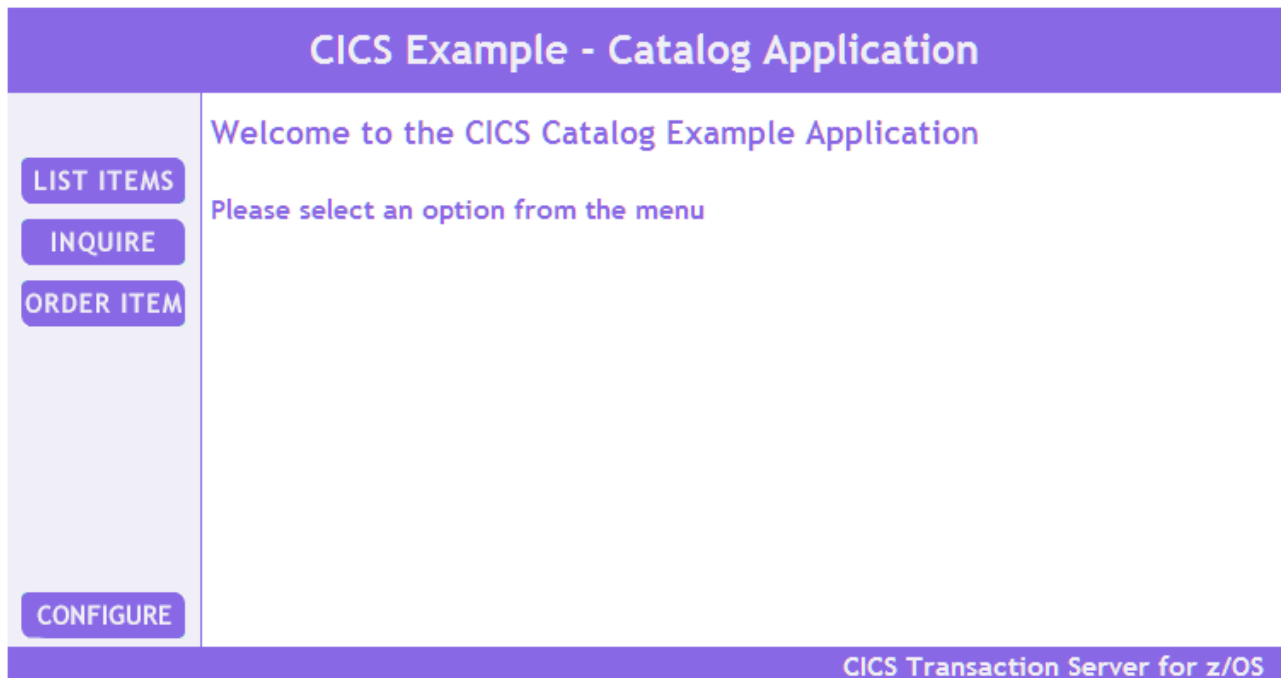 CICS Example - Catalog Application
Welcome to the CICS Catalog Example Application
Please select an option from the menu
LIST ITEMS
INQUIRE
ORDER ITEM
CONFIGURE
CICS Transaction Server for z/OS